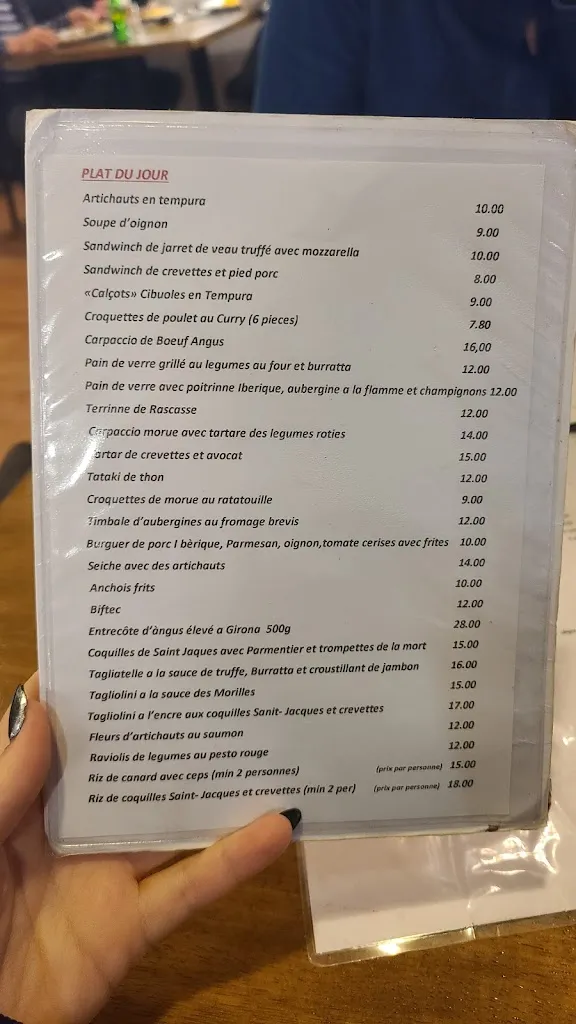 PLAT DU JOUR
Artichauts en tempura 10.00
Soupe d'oignon 9.00
Sandwinch de jarret de veau truffé avec mozzarella 10.00
Sandwinch de crevettes et pied porc 8.00
«Calçots» Cibuoles en Tempura 9.00
Croquettes de poulet au Curry (6 pieces) 7.80
Carpaccio de Boeuf Angus 16,00
Pain de verre grillé au legumes au four et burratta 12.00
Pain de verre avec poitrinne Iberique, aubergine a la flamme et champignons 12.00
Terrinne de Rascasse 12.00
Carpaccio morue avec tartare des legumes roties 14.00
Tartar de crevettes et avocat 15.00
Tataki de thon 12.00
Croquettes de morue au ratatouille 9.00
Timbale d'aubergines au fromage brevis 12.00
Burguer de porc I bèrique, Parmesan, oignon,tomate cerises avec frites 10.00
Seiche avec des artichauts 14.00
Anchois frits 10.00
Biftec 12.00
Entrecôte d'àngus élevé a Girona 500g 28.00
Coquilles de Saint Jaques avec Parmentier et trompettes de la mort 15.00
Tagliatelle a la sauce de truffe, Burratta et croustillant de jambon 16.00
Tagliolini a la sauce des Morilles 15.00
Tagliolini a l'encre aux coquilles Sanit- Jacques et crevettes 17.00
Fleurs d'artichauts au saumon 12.00
Raviolis de legumes au pesto rouge 12.00
Riz de canard avec ceps (min 2 personnes) (prix par personne) 15.00
Riz de coquilles Saint- Jacques et crevettes (min 2 per) (prix par personne) 18.00